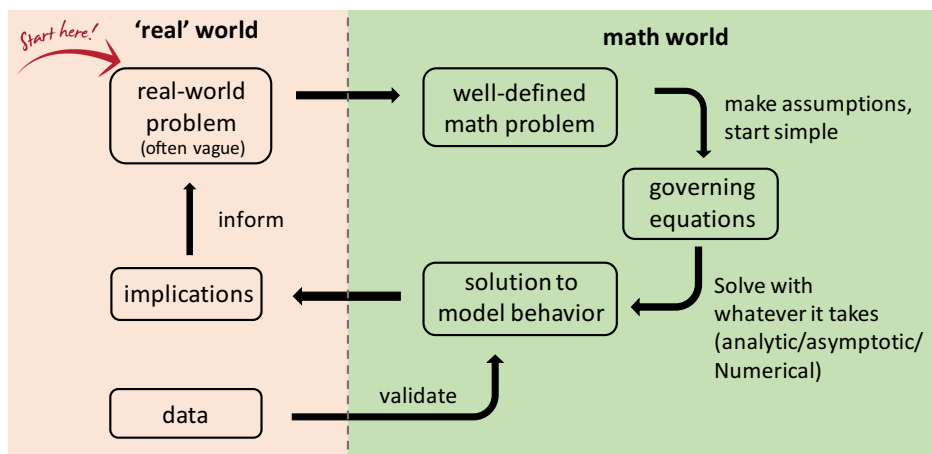 Start here!
'real' world
math world
real-world
problem
(often vague)
well-defined
math problem
make assumptions,
start simple
governing
equations
inform
implications
solution to
model behavior
Solve with
whatever it takes
(analytic/asymptotic/
Numerical)
data
validate